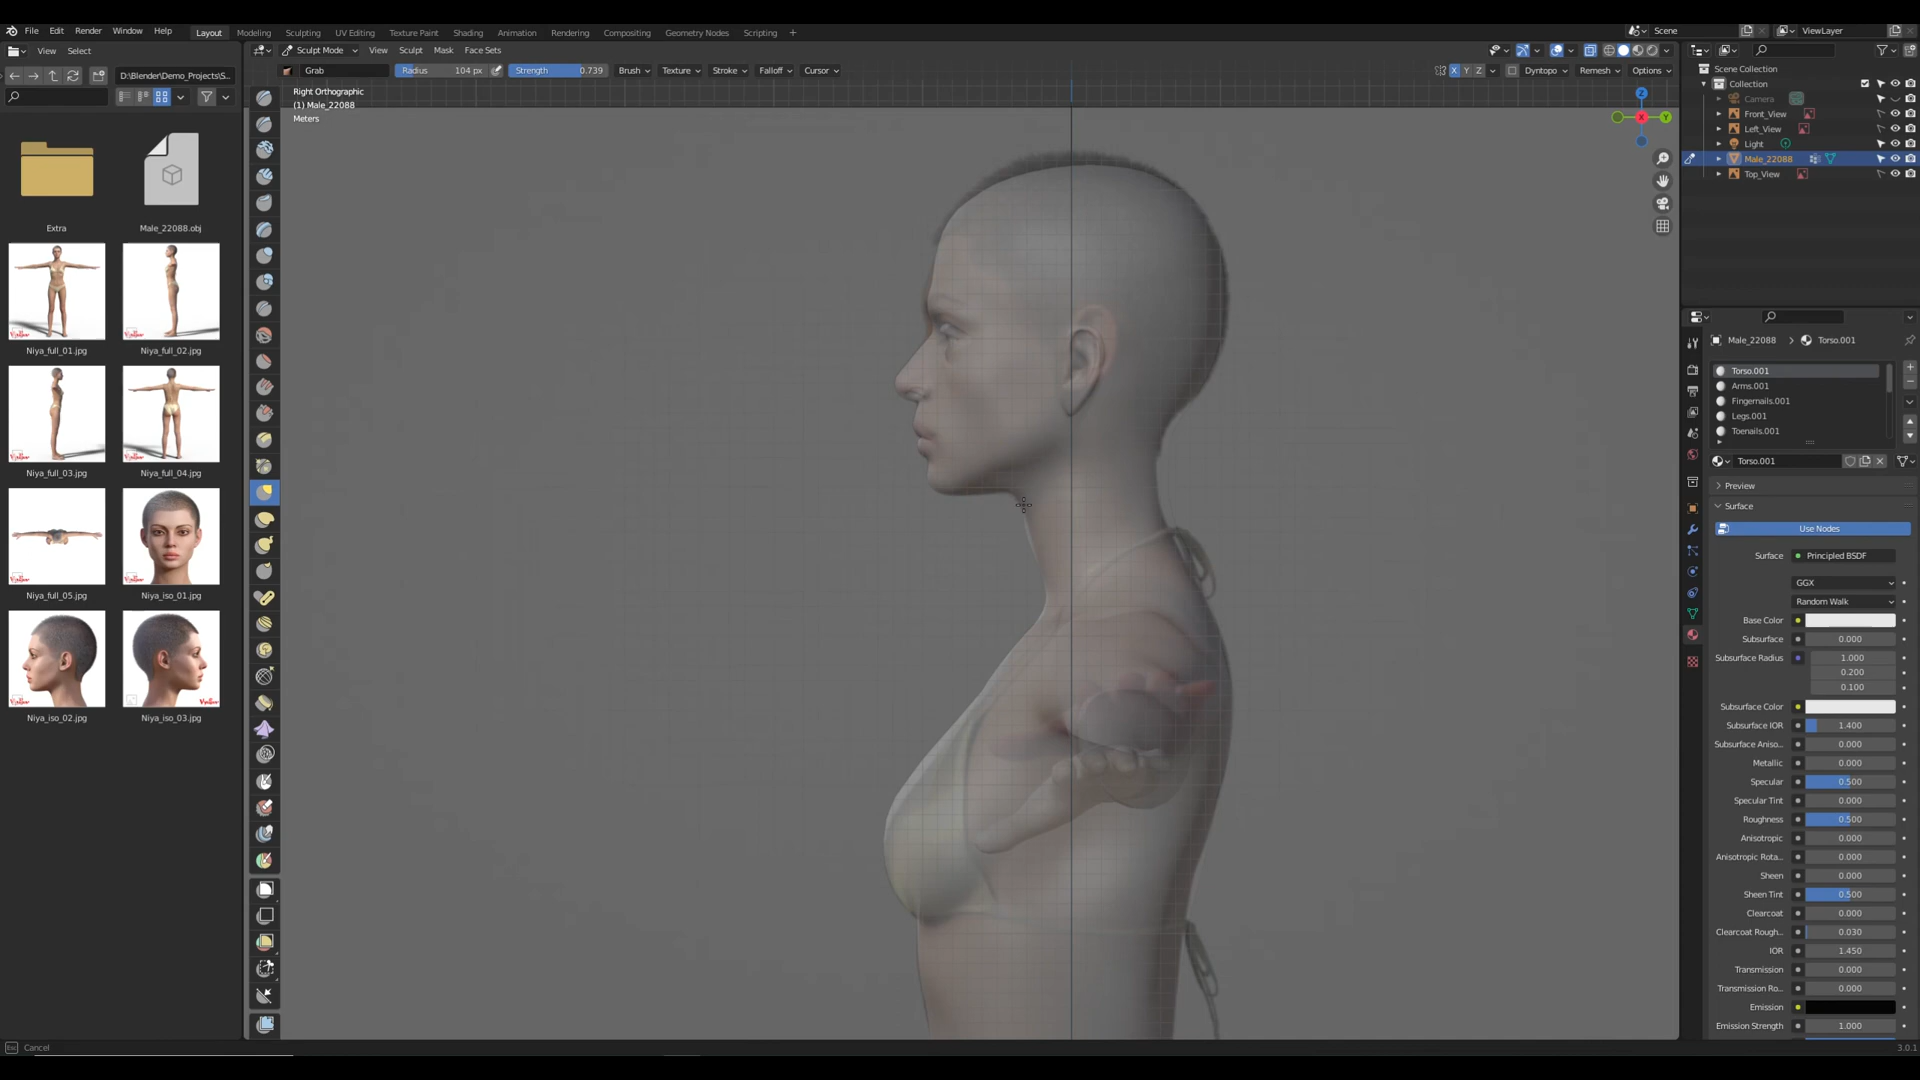 File Edit Render Window Help Layout Modeling Sculpting UV Editing Texture Paint Shading Animation Rendering Compositing Geometry Nodes Scripting + Scene ViewLayer
View Select Sculpt Mode View Sculpt Mask Face Sets
D:\Blender\Demo_Projects\S... Grab Radius 104 px Strength 0.739 Brush Texture Stroke Falloff Cursor X Y Z Dyntopo Remesh Options
Right Orthographic
(1) Male_22088
Meters
Z
X
Y
Extra Male_22088.obj
Niya_full_01.jpg Niya_full_02.jpg
Niya_full_03.jpg Niya_full_04.jpg
Niya_full_05.jpg Niya_iso_01.jpg
Niya_iso_02.jpg Niya_iso_03.jpg
Scene Collection
Collection
Camera
Front_View
Left_View
Light
Male_22088
Top_View
Male_22088 > Torso.001
Torso.001
Arms.001
Fingernails.001
Legs.001
Toenails.001
Torso.001
Preview
Surface
Use Nodes
Surface Principled BSDF
GGX
Random Walk
Base Color
Subsurface 0.000
Subsurface Radius 1.000
0.200
0.100
Subsurface Color
Subsurface IOR 1.400
Subsurface Aniso... 0.000
Metallic 0.000
Specular 0.500
Specular Tint 0.000
Roughness 0.500
Anisotropic 0.000
Anisotropic Rota... 0.000
Sheen 0.000
Sheen Tint 0.500
Clearcoat 0.000
Clearcoat Rough... 0.030
IOR 1.450
Transmission 0.000
Transmission Ro... 0.000
Emission
Emission Strength 1.000
Esc Cancel 3.0.1